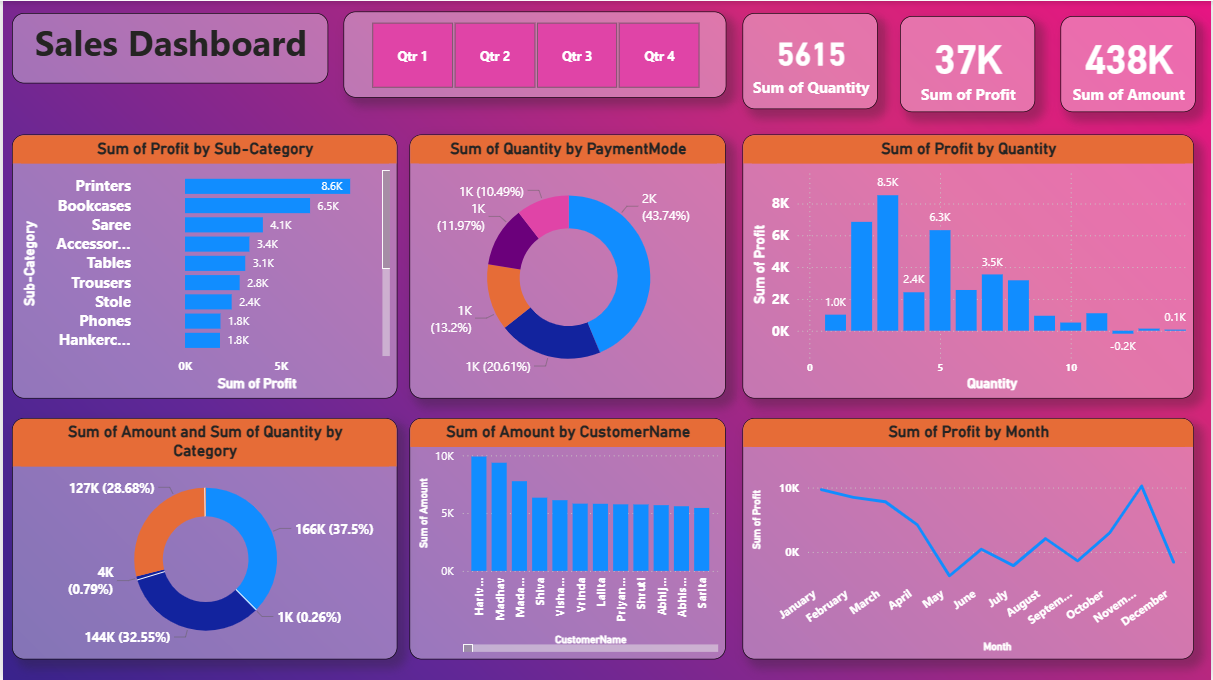 Sales Dashboard
Qtr 1
Qtr 2
Qtr 3
Qtr 4
5615
Sum of Quantity
37K
Sum of Profit
438K
Sum of Amount
Sum of Profit by Sub-Category
Sub-Category
Printers
8.6K
Bookcases
6.5K
Saree
4.1K
Accessor...
3.4K
Tables
3.1K
Trousers
2.8K
Stole
2.4K
Phones
1.8K
Hankerc...
1.8K
0K
5K
Sum of Profit
Sum of Quantity by PaymentMode
1K (10.49%)
1K
(11.97%)
1K
(13.2%)
1K (20.61%)
2K
(43.74%)
Sum of Profit by Quantity
Sum of Profit
8K
6K
4K
2K
0K
1.0K
8.5K
2.4K
6.3K
3.5K
-0.2K
0.1K
0
5
10
Quantity
Sum of Amount and Sum of Quantity by
Category
127K (28.68%)
166K (37.5%)
4K
(0.79%)
1K (0.26%)
144K (32.55%)
Sum of Amount by CustomerName
Sum of Amount
10K
5K
0K
Hariv...
Madhav
Mada...
Shiva
Visha...
Vrinda
Lalita
Priyan...
Shruti
Abhij...
Abhis...
Sarita
CustomerName
Sum of Profit by Month
Sum of Profit
10K
0K
January
February
March
April
May
June
July
August
Septem...
October
Novem...
December
Month